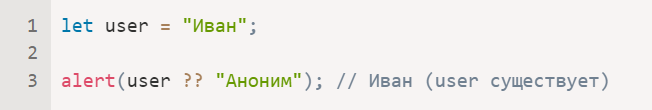 1 let user = "Иван";
2
3 alert(user ?? "Аноним"); // Иван (user существует)